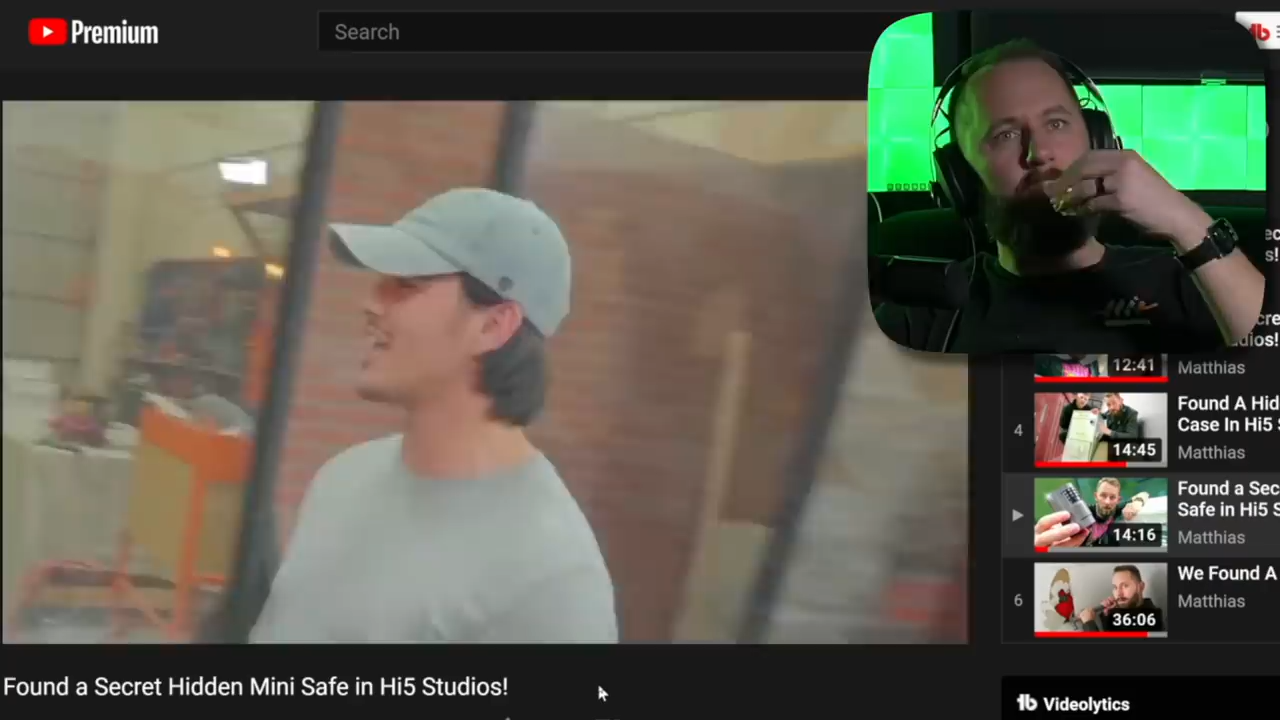 Premium
Search
12:41
Matthias
4
Found A Hid
Case In Hi5
14:45
Matthias
Found a Sec
Safe in Hi5 S
14:16
Matthias
6
We Found A
Matthias
36:06
Found a Secret Hidden Mini Safe in Hi5 Studios!
Videolytics